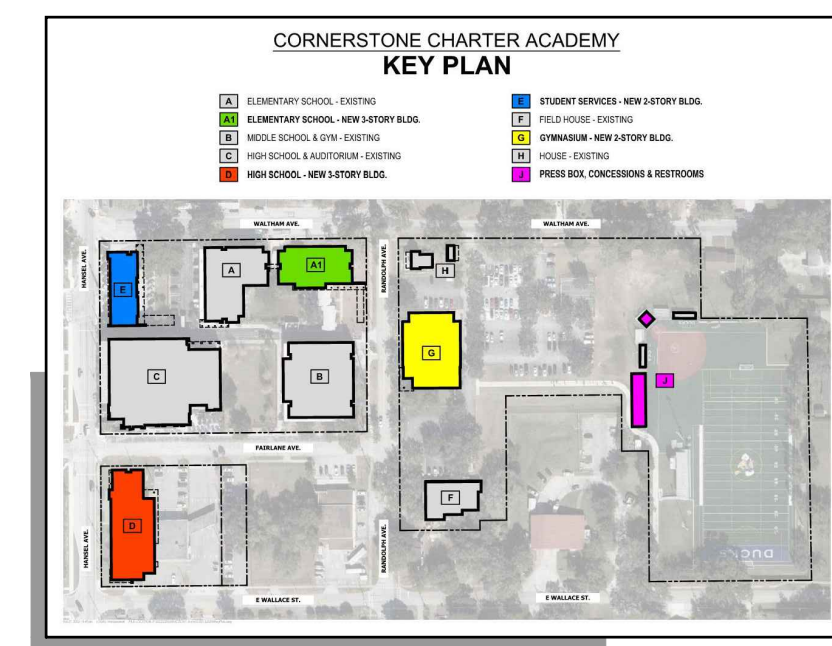 CORNERSTONE CHARTER ACADEMY
KEY PLAN
A ELEMENTARY SCHOOL - EXISTING
A1 ELEMENTARY SCHOOL - NEW 3-STORY BLDG.
B MIDDLE SCHOOL & GYM - EXISTING
C HIGH SCHOOL & AUDITORIUM - EXISTING
D HIGH SCHOOL - NEW 3-STORY BLDG.
E STUDENT SERVICES - NEW 2-STORY BLDG.
F FIELD HOUSE - EXISTING
G GYMNASIUM - NEW 2-STORY BLDG.
H HOUSE - EXISTING
J PRESS BOX, CONCESSIONS & RESTROOMS
WALTHAM AVE.
WALTHAM AVE.
HANSEL AVE.
RANDOLPH AVE.
A
A1
H
E
G
C
B
J
FAIRLANE AVE.
F
D
HANSEL AVE.
RANDOLPH AVE.
DUCKS
E WALLACE ST.
E WALLACE ST.